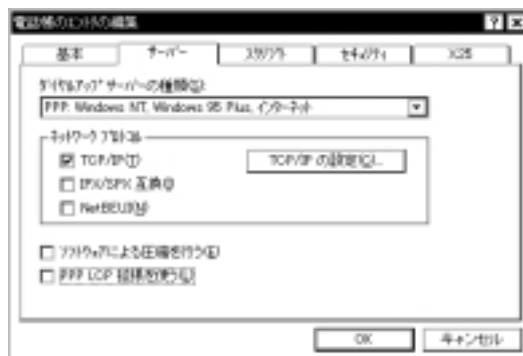 電話帳のエントリの編集
基本 サーバー スクリプト セキュリティ X.25
ダイヤルアップ サーバーの種類(S):
PPP: Windows NT, Windows 95 Plus, インターネット
ネットワーク プロトコル
TCP/IP(T) TCP/IP の設定(C)...
IPX/SPX 互換(I)
NetBEUI(N)
ソフトウェアによる圧縮を行う(E)
PPP LCP 拡張を使う(L)
OK キャンセル